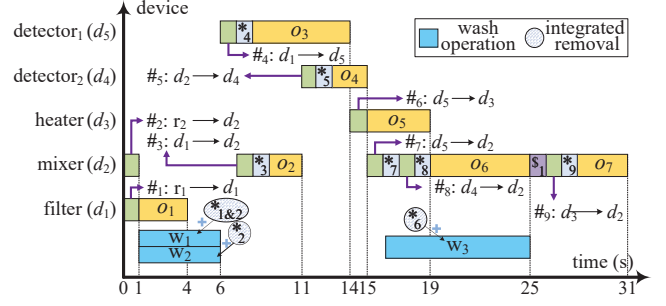 device
detector₁ (d₅)
*4 o₃
wash operation
integrated removal
#₄: d₁ → d₅
detector₂ (d₄)
#₅: d₂ → d₄
*5 o₄
#₆: d₅ → d₃
heater (d₃)
#₂: r₂ → d₂
o₅
#₃: d₁ → d₂
#₇: d₅ → d₂
mixer (d₂)
*3 o₂
*7 *8 o₆ $1 *9 o₇
#₁: r₁ → d₁
#₈: d₄ → d₂
filter (d₁)
o₁
*1&2
*6
#₉: d₃ → d₂
w₁ + *2
w₂ +
+ w₃
time (s)
0 1 4 6 11 14 15 19 25 31